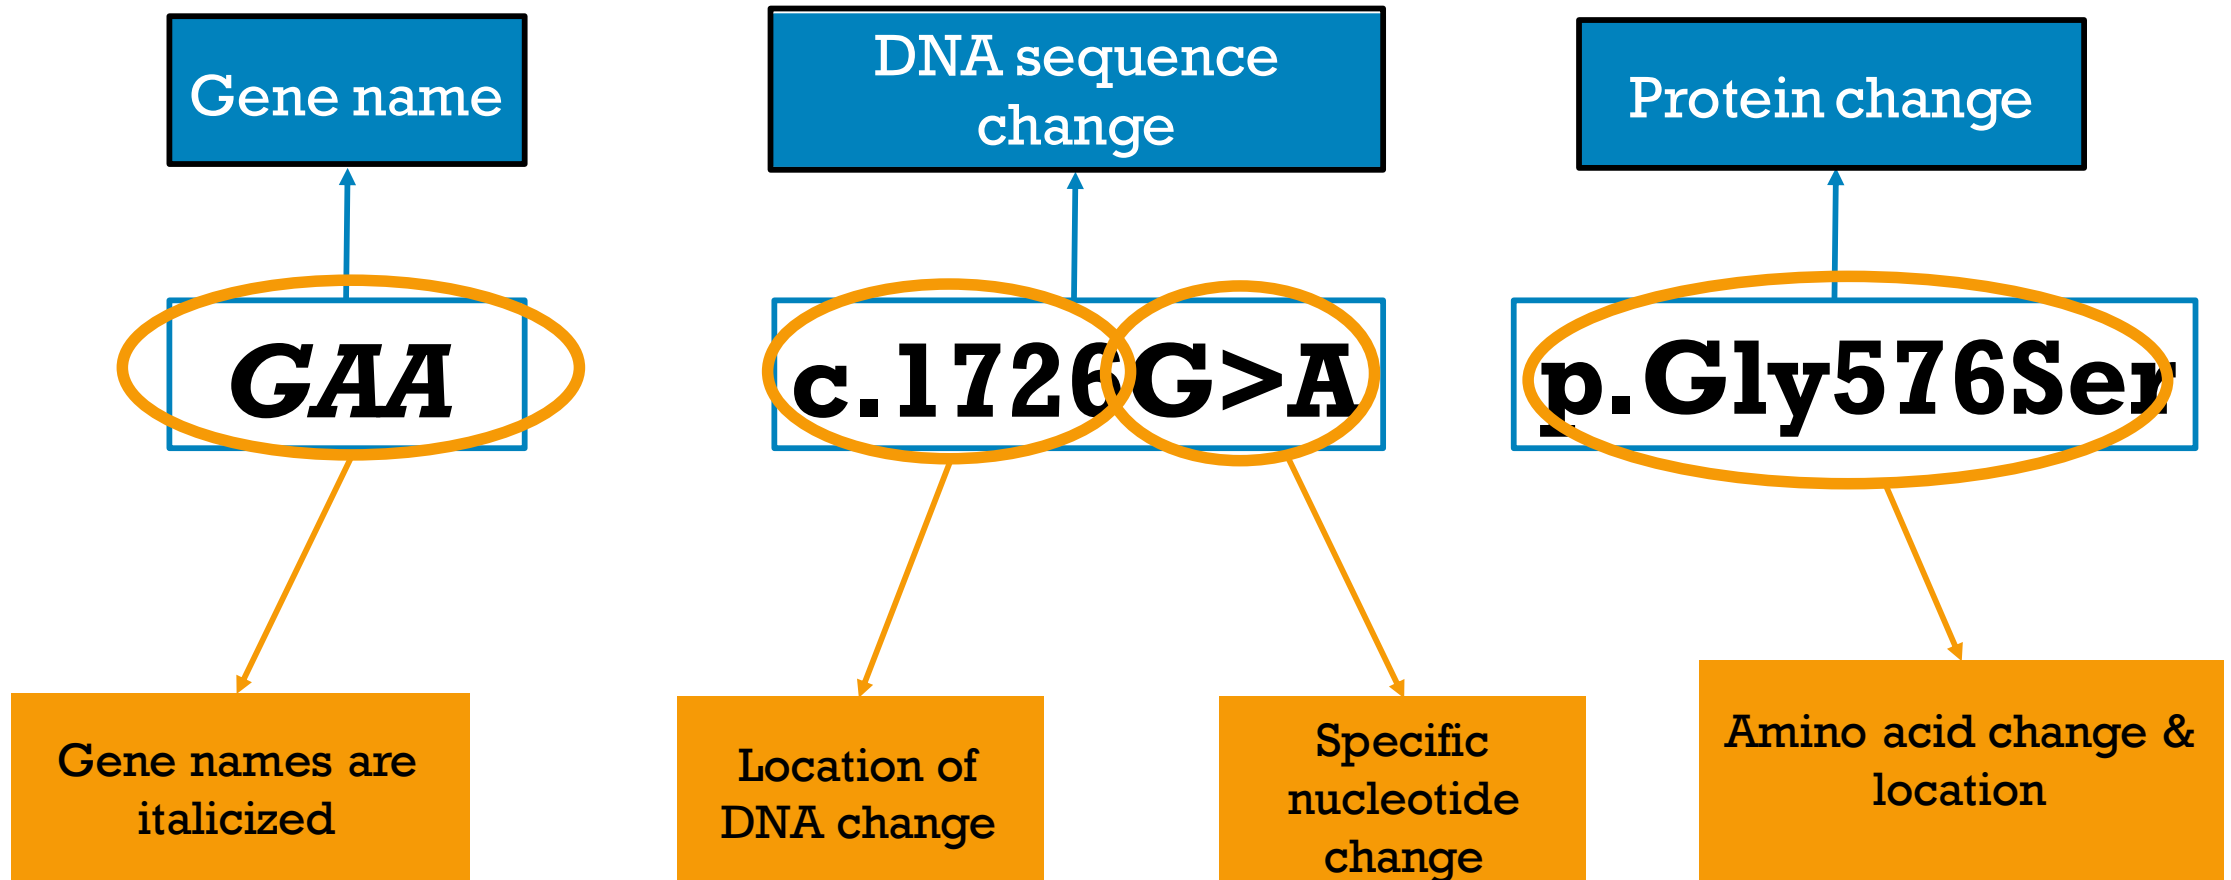 Gene name
DNA sequence
change
Protein change
GAA
c.1726G>A
p.Gly576Ser
Gene names are
italicized
Location of
DNA change
Specific
nucleotide
change
Amino acid change &
location